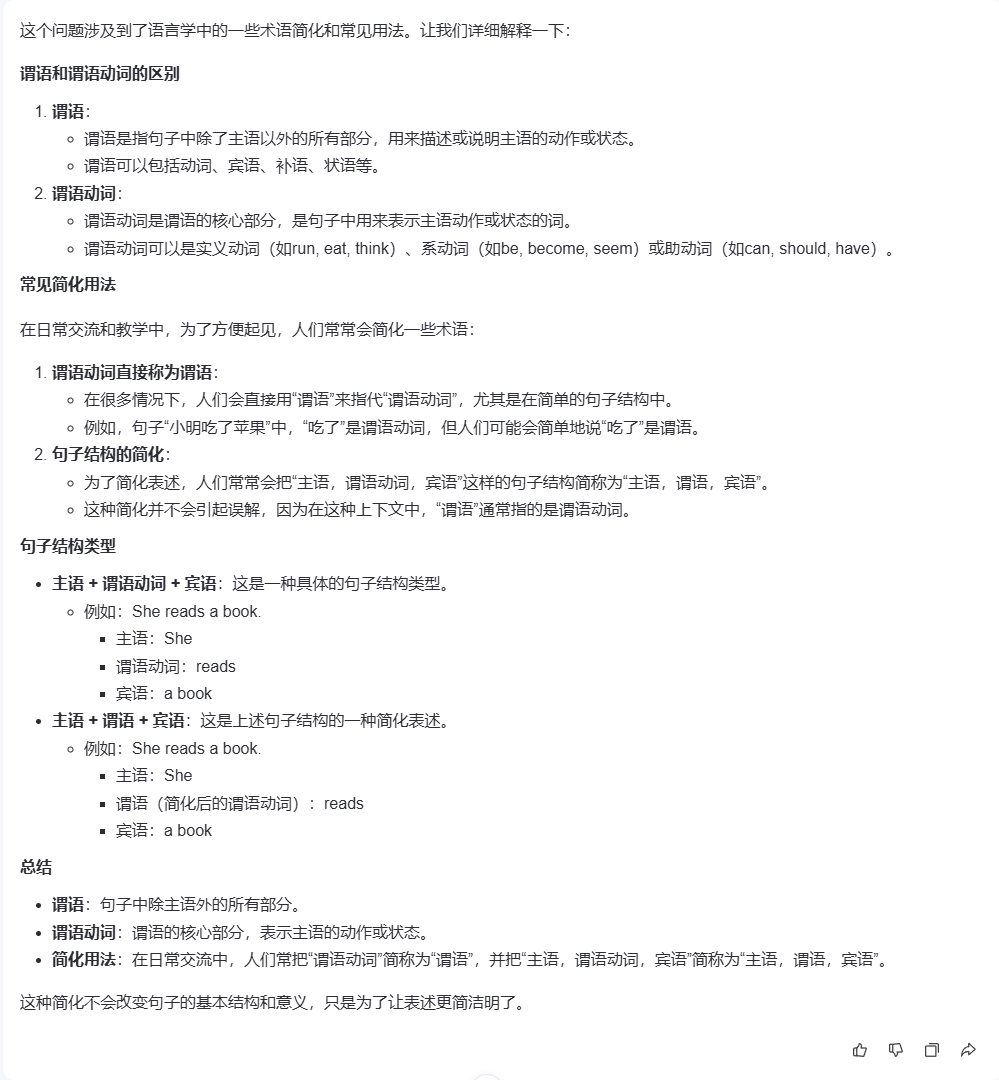 这个问题涉及到了语言学中的一些术语简化和常见用法。让我们详细解释一下：
谓语和谓语动词的区别
1. 谓语：
谓语是指句子中除了主语以外的所有部分，用来描述或说明主语的动作或状态。
谓语可以包括动词、宾语、补语、状语等。
2. 谓语动词：
谓语动词是谓语的核心部分，是句子中用来表示主语动作或状态的词。
谓语动词可以是实义动词（如run, eat, think）、系动词（如be, become, seem）或助动词（如can, should, have）。
常见简化用法
在日常交流和教学中，为了方便起见，人们常常会简化一些术语：
1. 谓语动词直接称为谓语：
在很多情况下，人们会直接用“谓语”来指代“谓语动词”，尤其是在简单的句子结构中。
例如，句子“小明吃了苹果”中，“吃了”是谓语动词，但人们可能会简单地说“吃了”是谓语。
2. 句子结构的简化：
为了简化表述，人们常常会把“主语，谓语动词，宾语”这样的句子结构简称为“主语，谓语，宾语”。
这种简化并不会引起误解，因为在这种上下文中，“谓语”通常指的是谓语动词。
句子结构类型
主语 + 谓语动词 + 宾语：这是一种具体的句子结构类型。
例如：She reads a book.
主语：She
谓语动词：reads
宾语：a book
主语 + 谓语 + 宾语：这是上述句子结构的一种简化表述。
例如：She reads a book.
主语：She
谓语（简化后的谓语动词）：reads
宾语：a book
总结
谓语：句子中除主语外的所有部分。
谓语动词：谓语的核心部分，表示主语的动作或状态。
简化用法：在日常交流中，人们常把“谓语动词”简称为“谓语”，并把“主语，谓语动词，宾语”简称为“主语，谓语，宾语”。
这种简化不会改变句子的基本结构和意义，只是为了让表述更简洁明了。